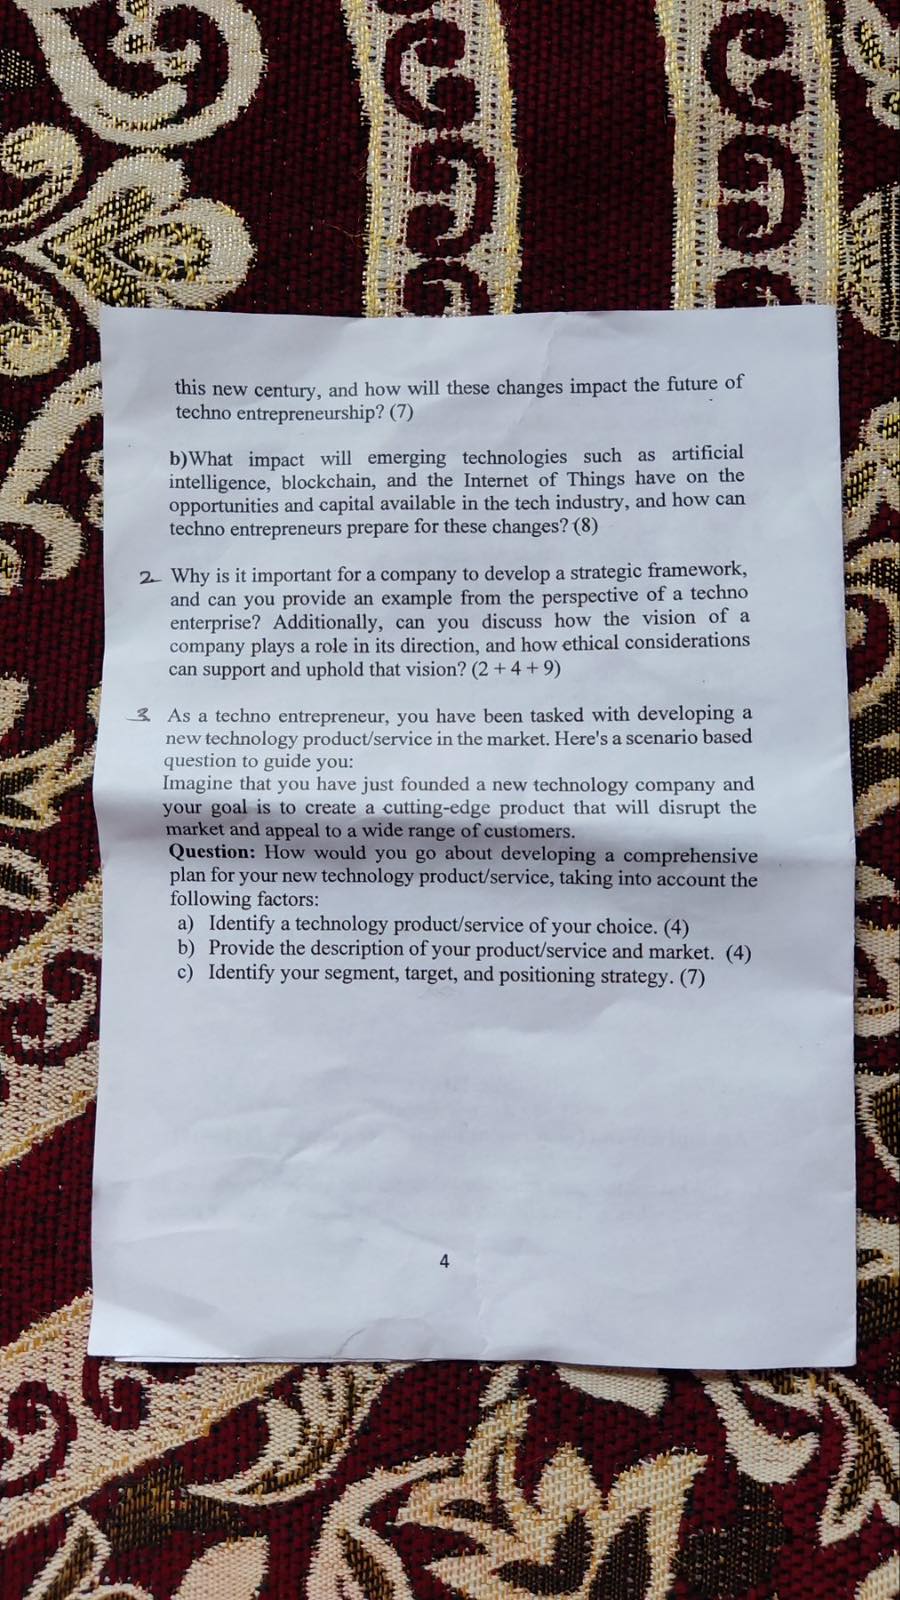 this new century, and how will these changes impact the future of
techno entrepreneurship? (7)
b)What impact will emerging technologies such as artificial
intelligence, blockchain, and the Internet of Things have on the
opportunities and capital available in the tech industry, and how can
techno entrepreneurs prepare for these changes? (8)
2 Why is it important for a company to develop a strategic framework,
and can you provide an example from the perspective of a techno
enterprise? Additionally, can you discuss how the vision of a
company plays a role in its direction, and how ethical considerations
can support and uphold that vision? (2 + 4 + 9)
3 As a techno entrepreneur, you have been tasked with developing a
new technology product/service in the market. Here's a scenario based
question to guide you:
Imagine that you have just founded a new technology company and
your goal is to create a cutting-edge product that will disrupt the
market and appeal to a wide range of customers.
Question: How would you go about developing a comprehensive
plan for your new technology product/service, taking into account the
following factors:
a) Identify a technology product/service of your choice. (4)
b) Provide the description of your product/service and market. (4)
c) Identify your segment, target, and positioning strategy. (7)
4